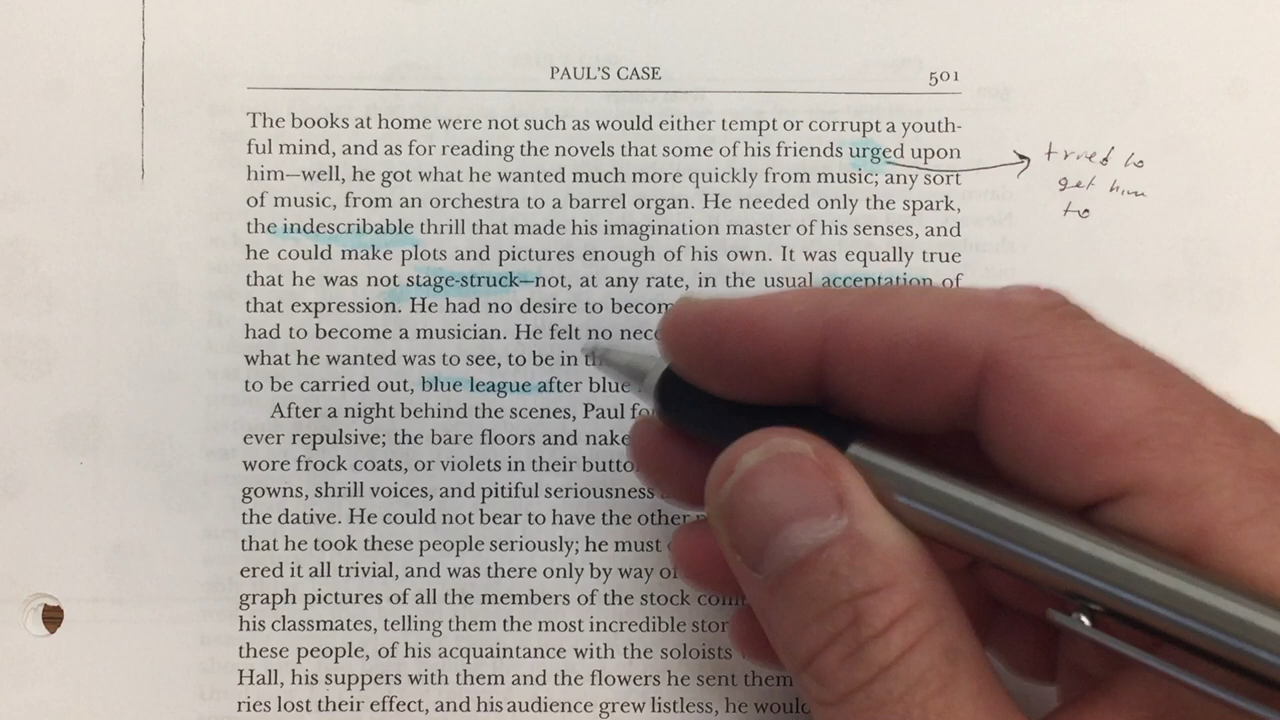 PAUL'S CASE 501
The books at home were not such as would either tempt or corrupt a youth-
ful mind, and as for reading the novels that some of his friends urged upon
him—well, he got what he wanted much more quickly from music; any sort
of music, from an orchestra to a barrel organ. He needed only the spark,
the indescribable thrill that made his imagination master of his senses, and
he could make plots and pictures enough of his own. It was equally true
that he was not stage-struck—not, at any rate, in the usual acceptation of
that expression. He had no desire to becom
had to become a musician. He felt no nec
what he wanted was to see, to be in th
to be carried out, blue league after blue
After a night behind the scenes, Paul fo
ever repulsive; the bare floors and nake
wore frock coats, or violets in their butto
gowns, shrill voices, and pitiful seriousness
the dative. He could not bear to have the other
that he took these people seriously; he must
ered it all trivial, and was there only by way of
graph pictures of all the members of the stock com
his classmates, telling them the most incredible stor
these people, of his acquaintance with the soloists
Hall, his suppers with them and the flowers he sent them
ries lost their effect, and his audience grew listless, he would
tried to
get him
to